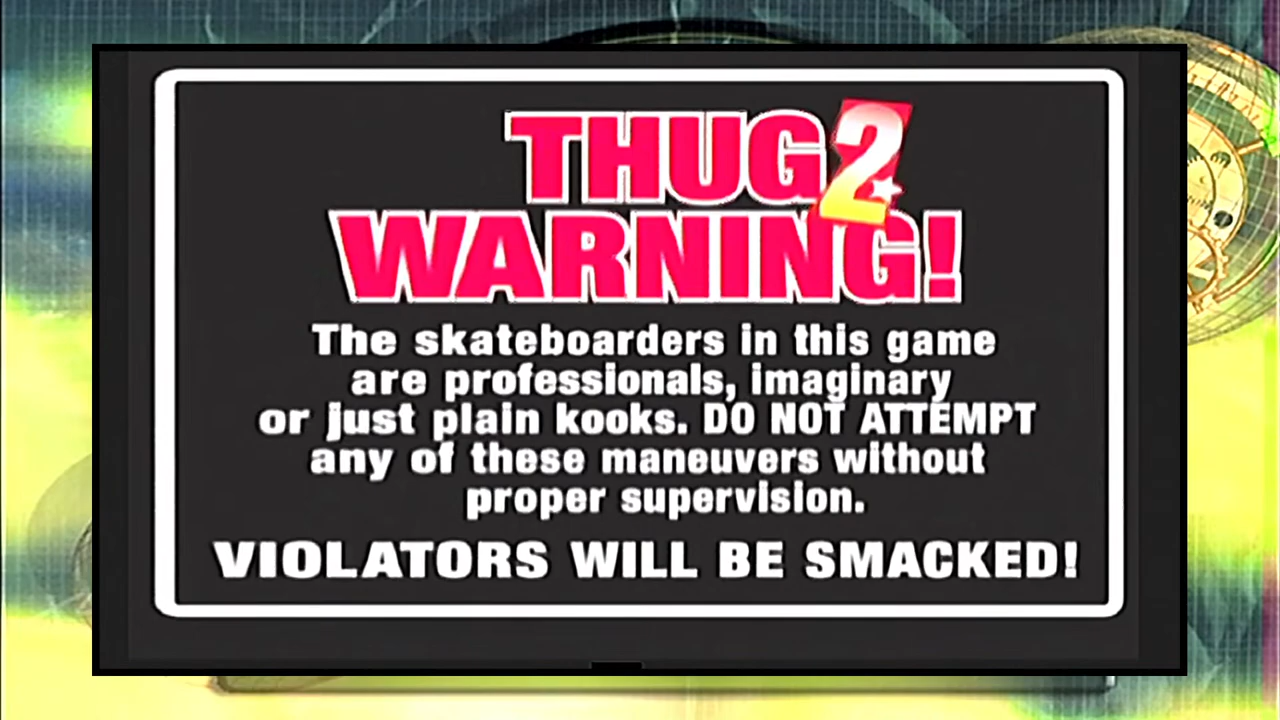 THUG2
WARNING!
The skateboarders in this game
are professionals, imaginary
or just plain kooks. DO NOT ATTEMPT
any of these maneuvers without
proper supervision.
VIOLATORS WILL BE SMACKED!